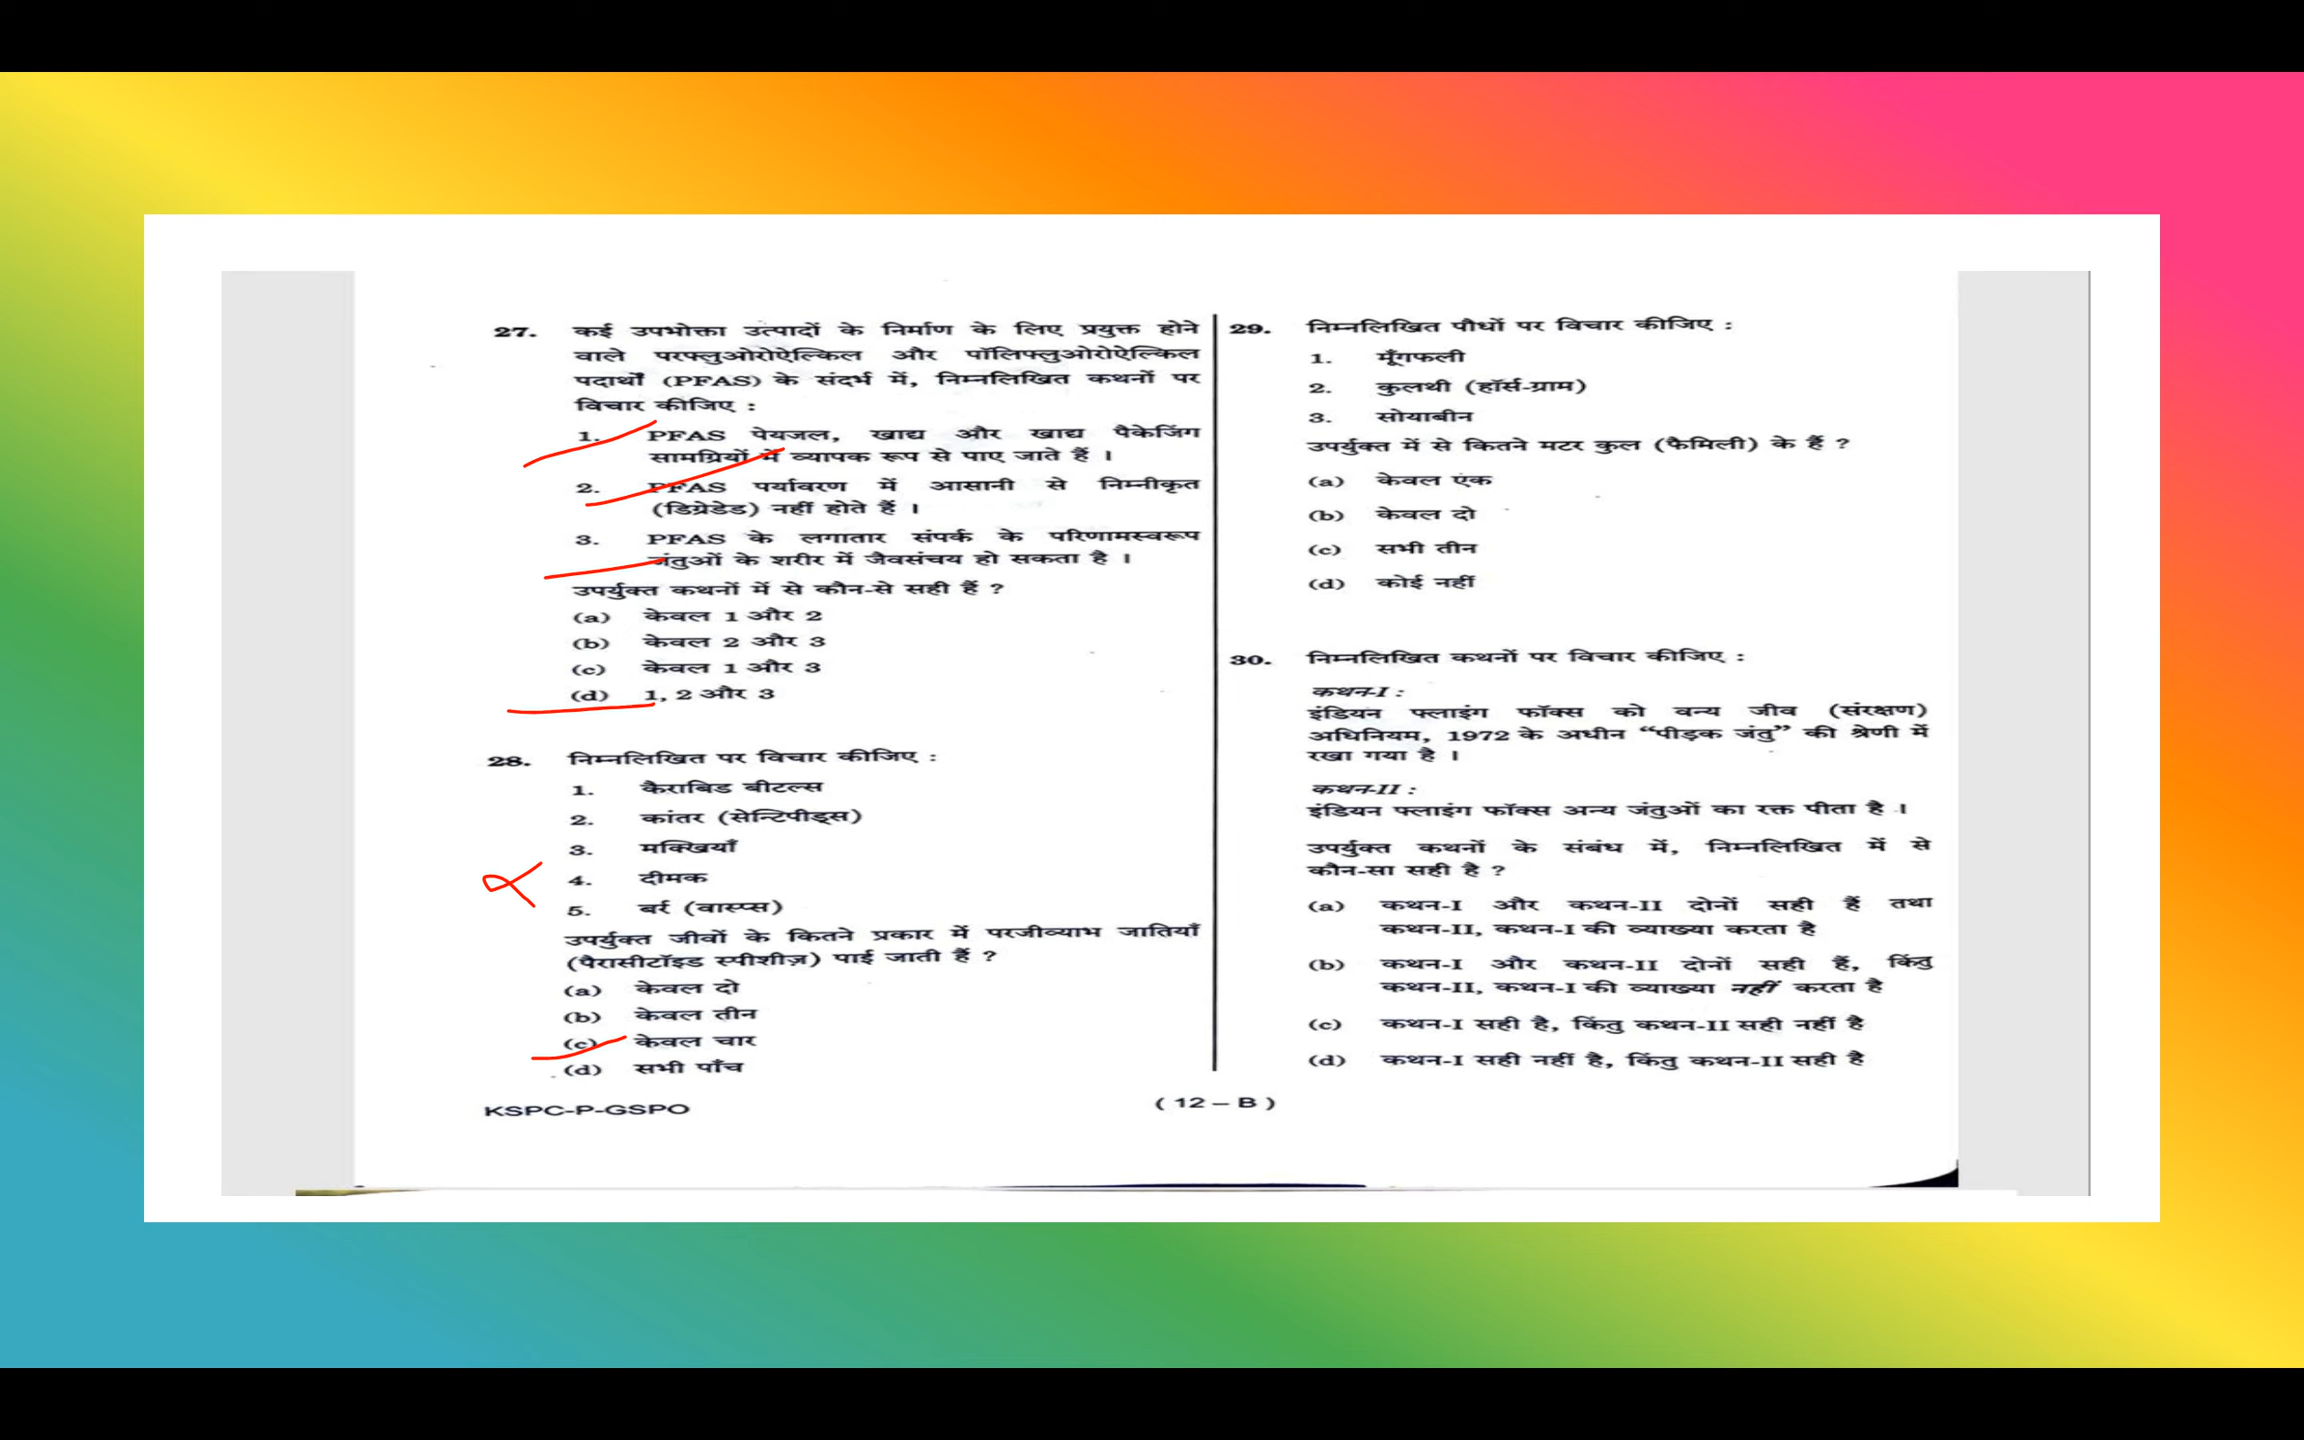 27. कई उपभोक्ता उत्पादों के निर्माण के लिए प्रयुक्त होने
वाले परफ्लुओरोऐल्किल और पॉलिफ्लुओरोऐल्किल
पदार्थों (PFAS) के संदर्भ में, निम्नलिखित कथनों पर
विचार कीजिए :
1. PFAS पेयजल, खाद्य और खाद्य पैकेजिंग
सामग्रियों में व्यापक रूप से पाए जाते हैं ।
2. PFAS पर्यावरण में आसानी से निम्नीकृत
(डिग्रेडेड) नहीं होते हैं ।
3. PFAS के लगातार संपर्क के परिणामस्वरूप
जंतुओं के शरीर में जैवसंचय हो सकता है ।
उपर्युक्त कथनों में से कौन-से सही हैं ?
(a) केवल 1 और 2
(b) केवल 2 और 3
(c) केवल 1 और 3
(d) 1, 2 और 3
28. निम्नलिखित पर विचार कीजिए :
1. कैराबिड बीटल्स
2. कांतर (सेन्टिपीड्स)
3. मक्खियाँ
4. दीमक
5. बर्र (वास्प्स)
उपर्युक्त जीवों के कितने प्रकार में परजीव्याभ जातियाँ
(पैरासीटॉइड स्पीशीज़) पाई जाती हैं ?
(a) केवल दो
(b) केवल तीन
(c) केवल चार
(d) सभी पाँच
29. निम्नलिखित पौधों पर विचार कीजिए :
1. मूँगफली
2. कुलथी (हॉर्स-ग्राम)
3. सोयाबीन
उपर्युक्त में से कितने मटर कुल (फैमिली) के हैं ?
(a) केवल एक
(b) केवल दो
(c) सभी तीन
(d) कोई नहीं
30. निम्नलिखित कथनों पर विचार कीजिए :
कथन-I :
इंडियन फ्लाइंग फॉक्स को वन्य जीव (संरक्षण)
अधिनियम, 1972 के अधीन “पीड़क जंतु” की श्रेणी में
रखा गया है ।
कथन-II :
इंडियन फ्लाइंग फॉक्स अन्य जंतुओं का रक्त पीता है ।
उपर्युक्त कथनों के संबंध में, निम्नलिखित में से
कौन-सा सही है ?
(a) कथन-I और कथन-II दोनों सही हैं तथा
कथन-II, कथन-I की व्याख्या करता है
(b) कथन-I और कथन-II दोनों सही हैं, किंतु
कथन-II, कथन-I की व्याख्या नहीं करता है
(c) कथन-I सही है, किंतु कथन-II सही नहीं है
(d) कथन-I सही नहीं है, किंतु कथन-II सही है
KSPC-P-GSPO
( 12 – B )